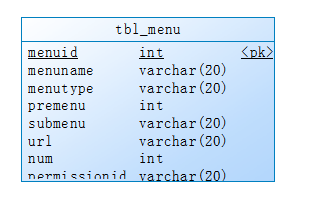 tbl_menu
menuid int <pk>
menuname varchar(20)
menutype varchar(20)
premenu int
submenu varchar(20)
url varchar(20)
num int
permissionid varchar(20)